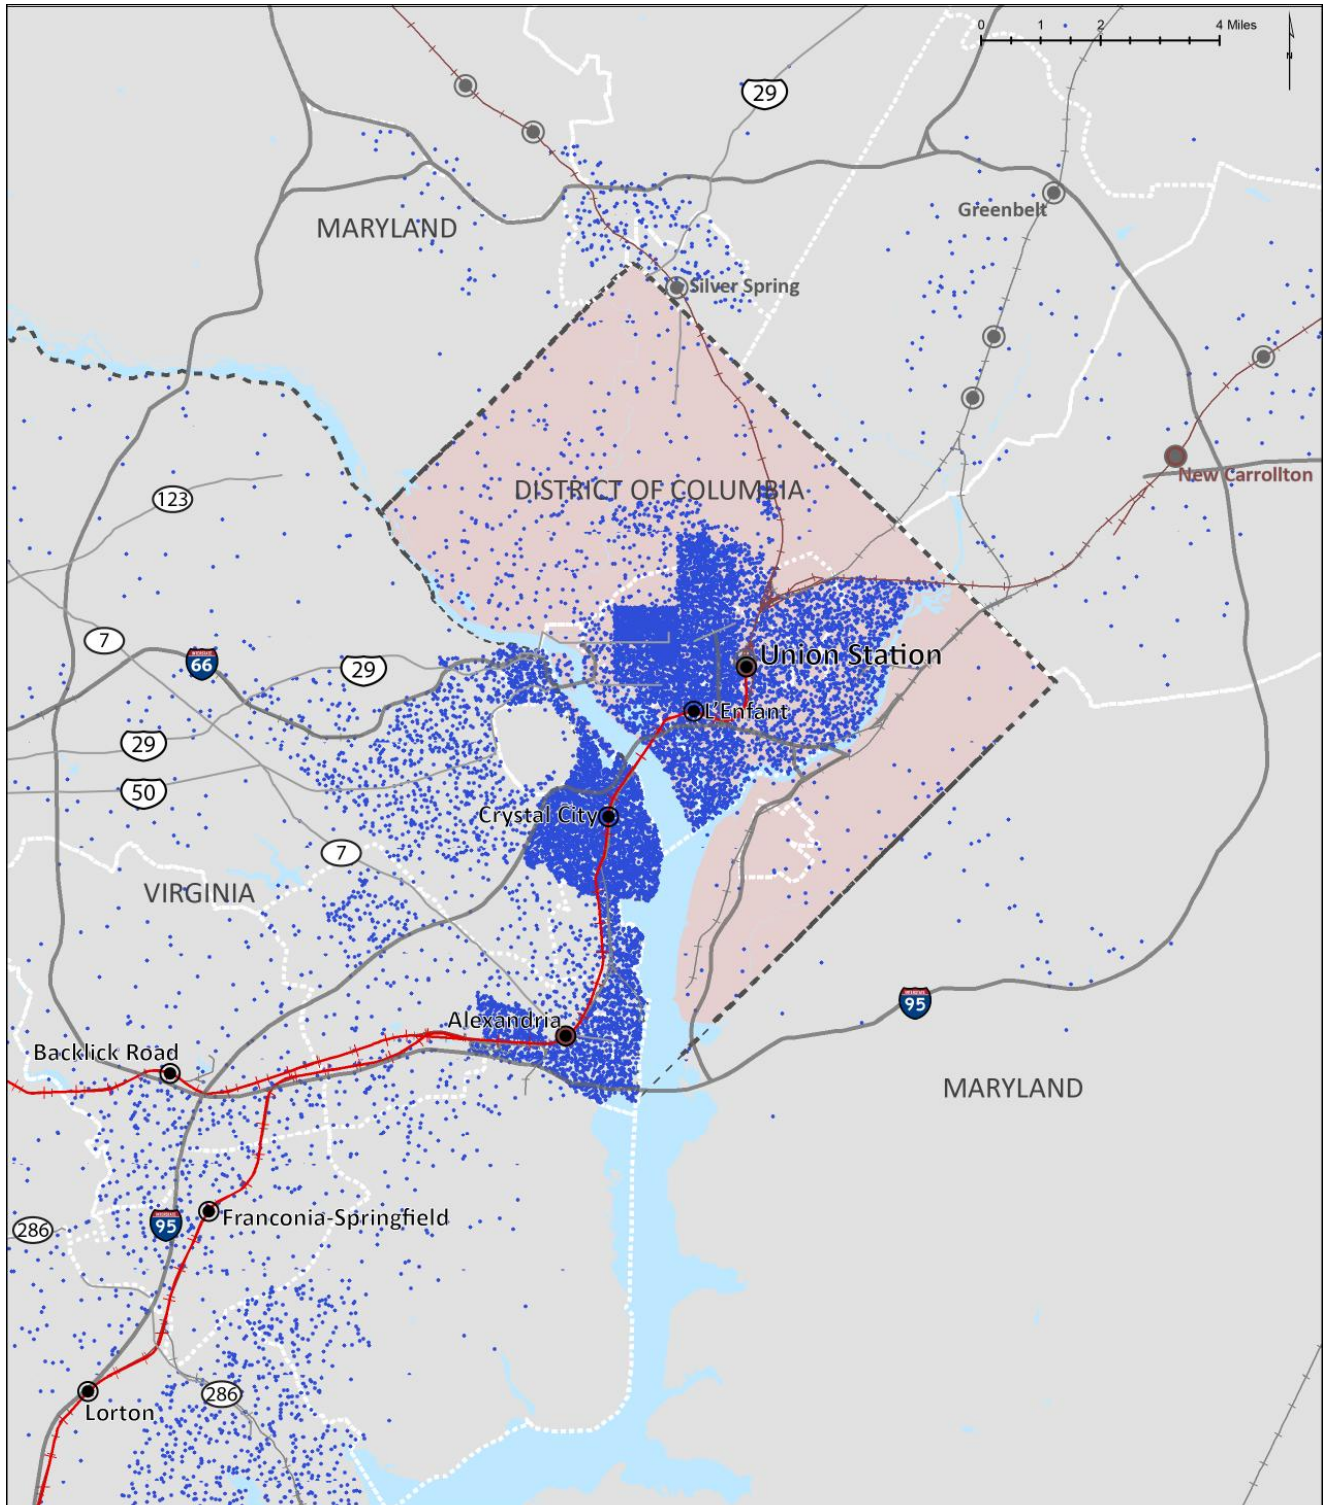 0 1 2 4 Miles
N
29
MARYLAND
Greenbelt
Silver Spring
123
DISTRICT OF COLUMBIA
New Carrollton
7
66
29
Union Station
L'Enfant
29
50
Crystal City
7
VIRGINIA
95
Alexandria
Backlick Road
MARYLAND
286
95
Franconia-Springfield
286
Lorton